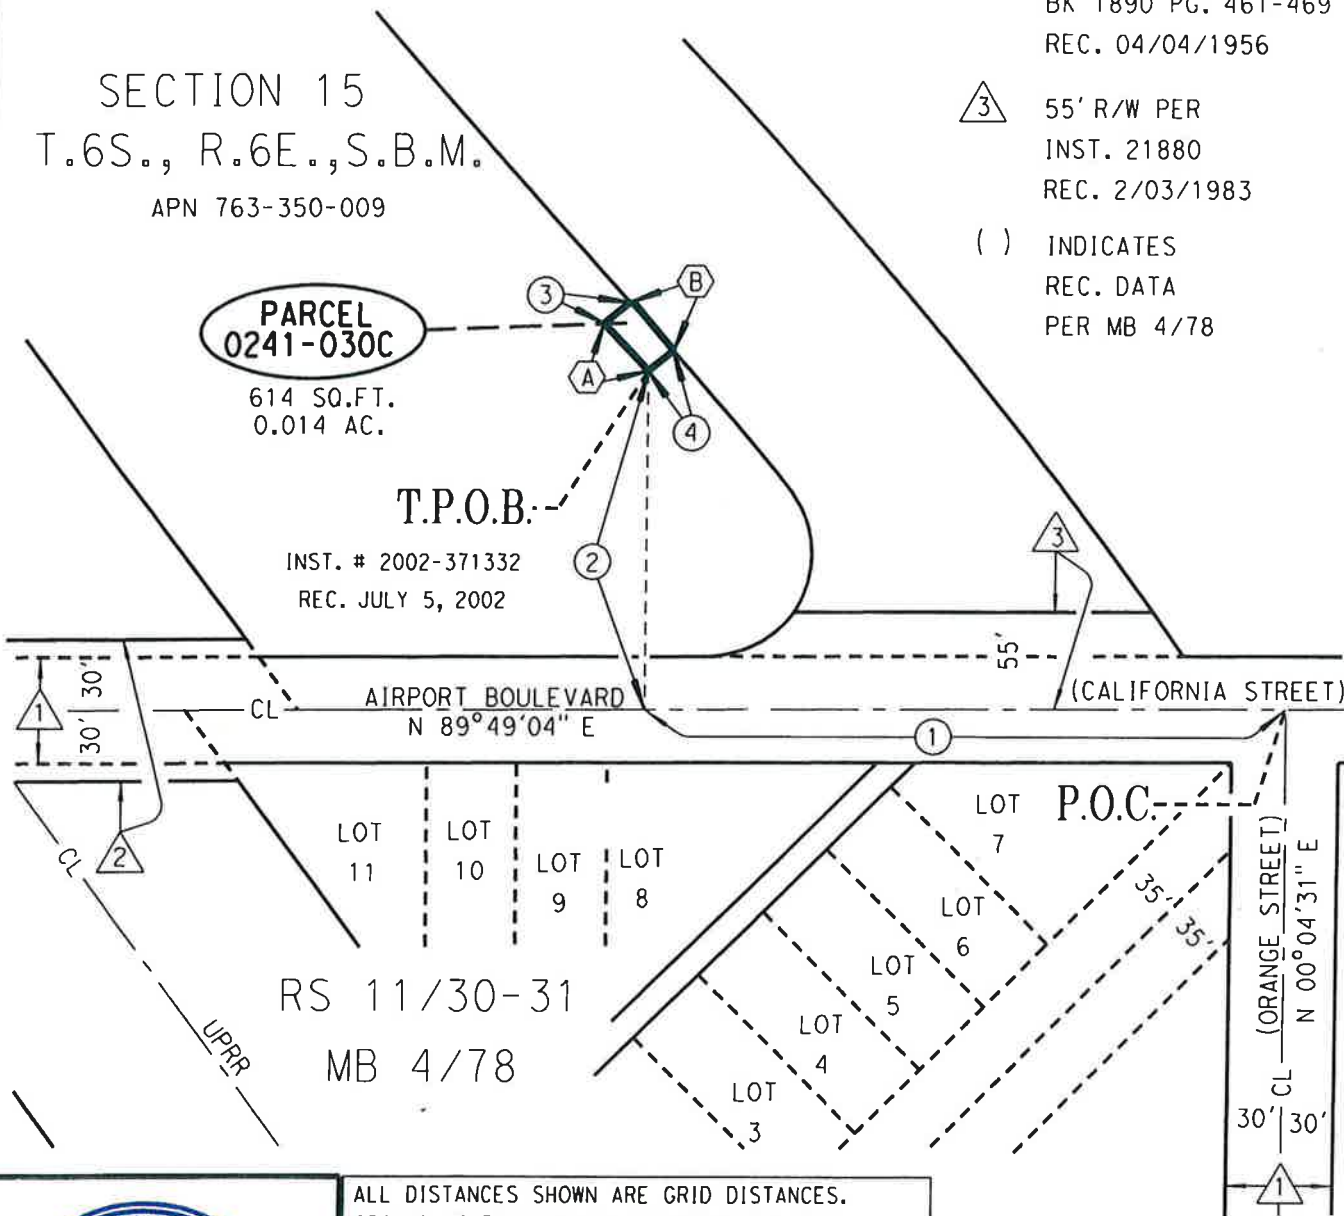 BK 1890 PG. 461-469
REC. 04/04/1956
SECTION 15
T.6S., R.6E.,S.B.M.
APN 763-350-009
3
55' R/W PER
INST. 21880
REC. 2/03/1983
( ) INDICATES
REC. DATA
PER MB 4/78
PARCEL
0241-030C
614 SQ.FT.
0.014 AC.
3
B
A
4
T.P.O.B.
INST. # 2002-371332
REC. JULY 5, 2002
2
3
55'
1
30'
30'
CL
AIRPORT BOULEVARD
N 89°49'04" E
(CALIFORNIA STREET)
1
2
CL
UPRR
LOT
11
LOT
10
LOT
9
LOT
8
LOT
7
P.O.C.
LOT
6
LOT
5
LOT
4
LOT
3
35'
35'
(ORANGE STREET)
N 00°04'31" E
CL
30'
30'
1
RS 11/30-31
MB 4/78
ALL DISTANCES SHOWN ARE GRID DISTANCES.